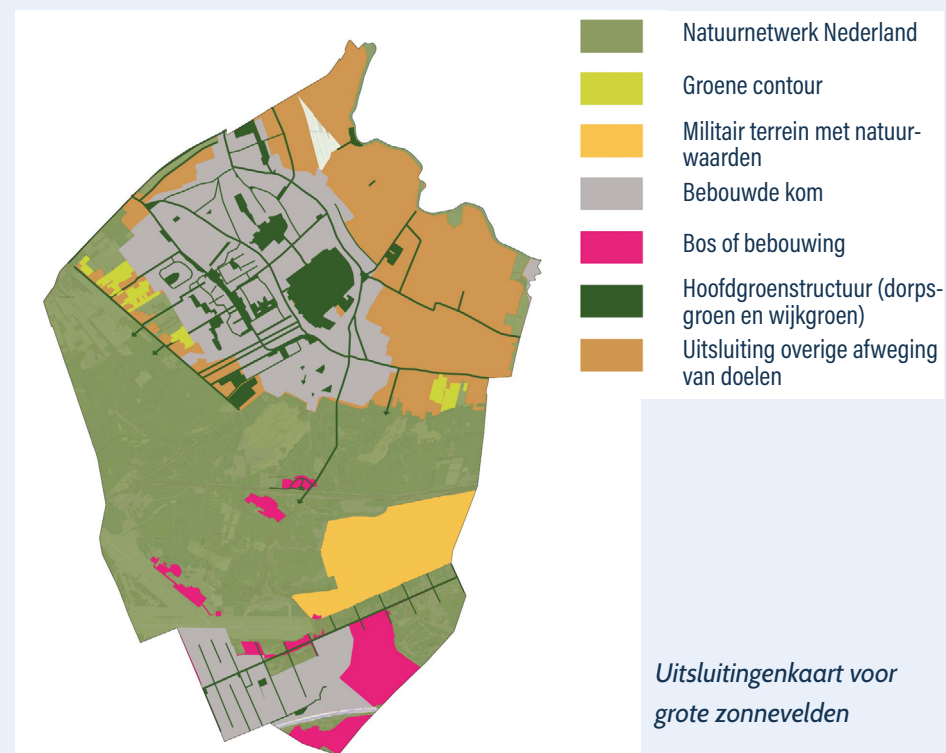 Natuurnetwerk Nederland
Groene contour
Militair terrein met natuur-
waarden
Bebouwde kom
Bos of bebouwing
Hoofdgroenstructuur (dorps-
groen en wijkgroen)
Uitsluiting overige afweging
van doelen
Uitsluitingenkaart voor
grote zonnevelden